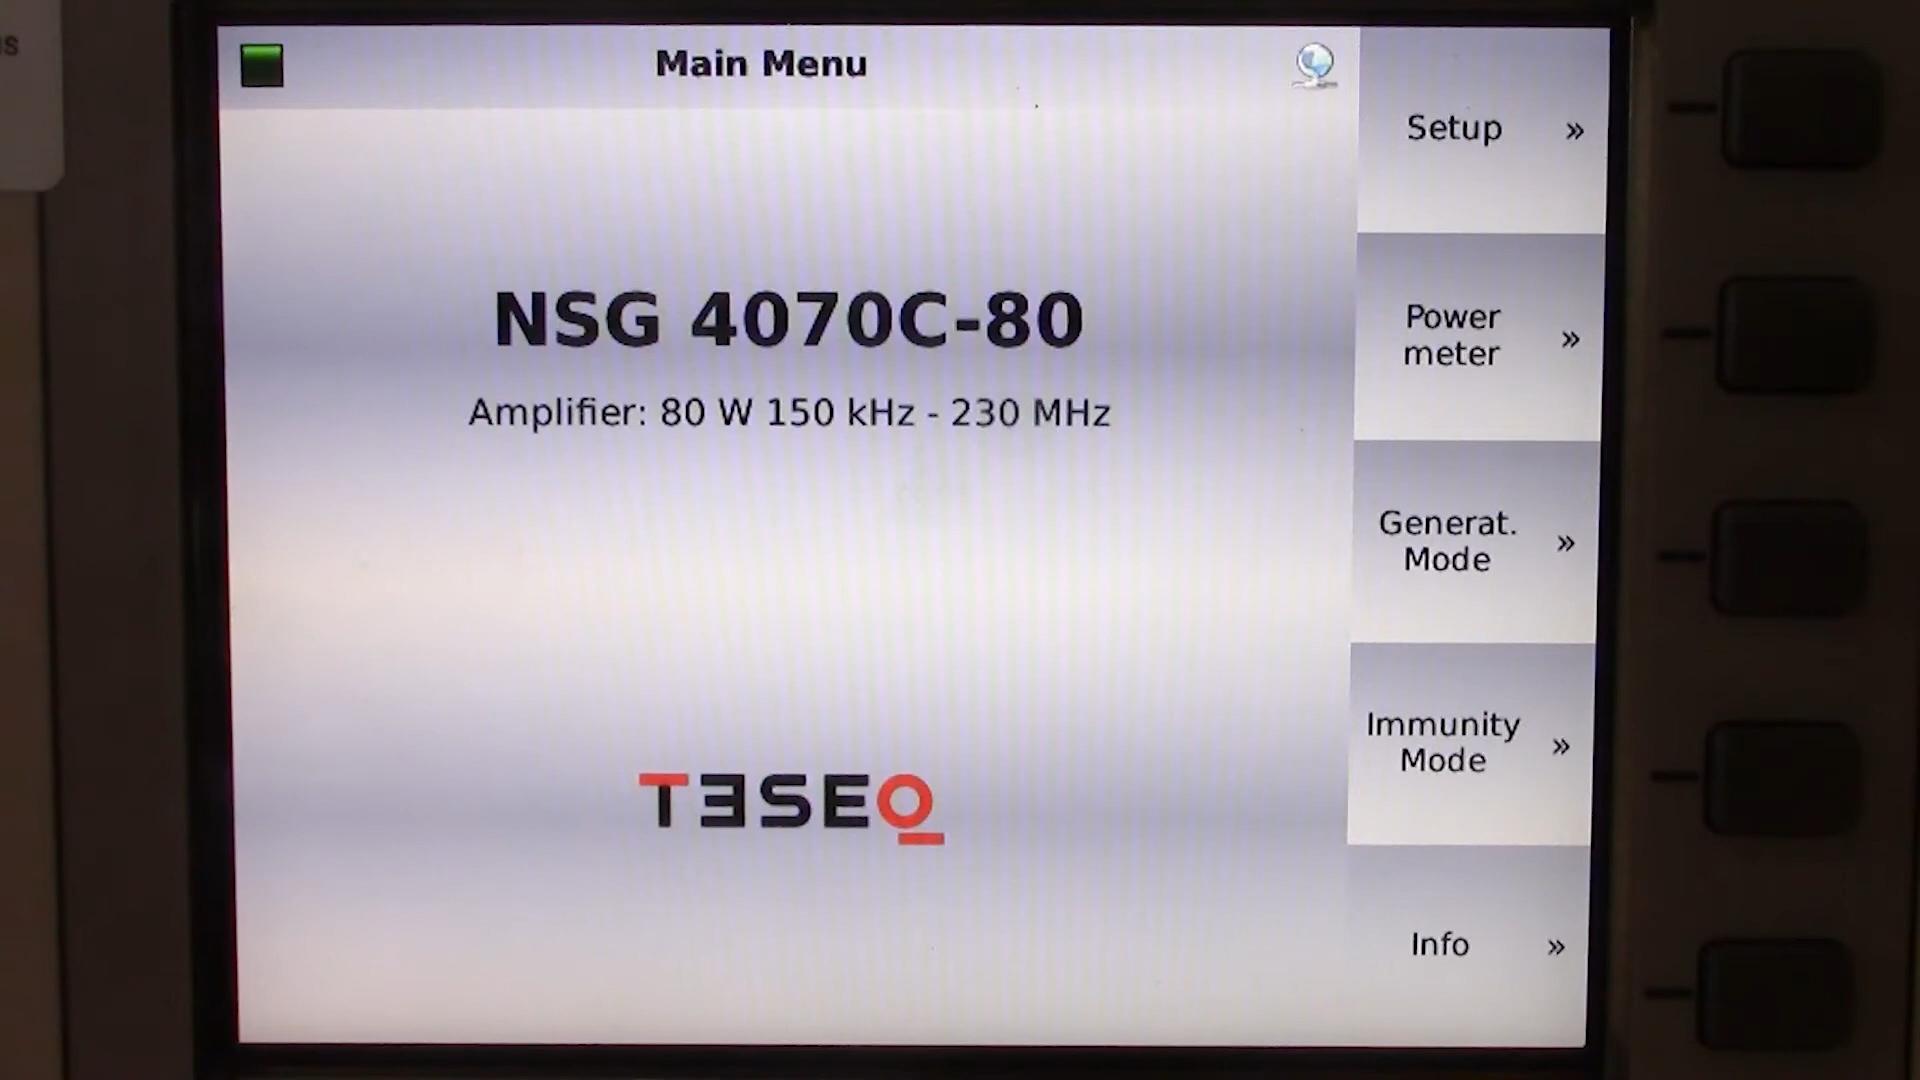 Main Menu
Setup »
NSG 4070C-80
Amplifier: 80 W 150 kHz - 230 MHz
Power
meter »
Generat.
Mode »
Immunity
Mode »
TESEQ
Info »